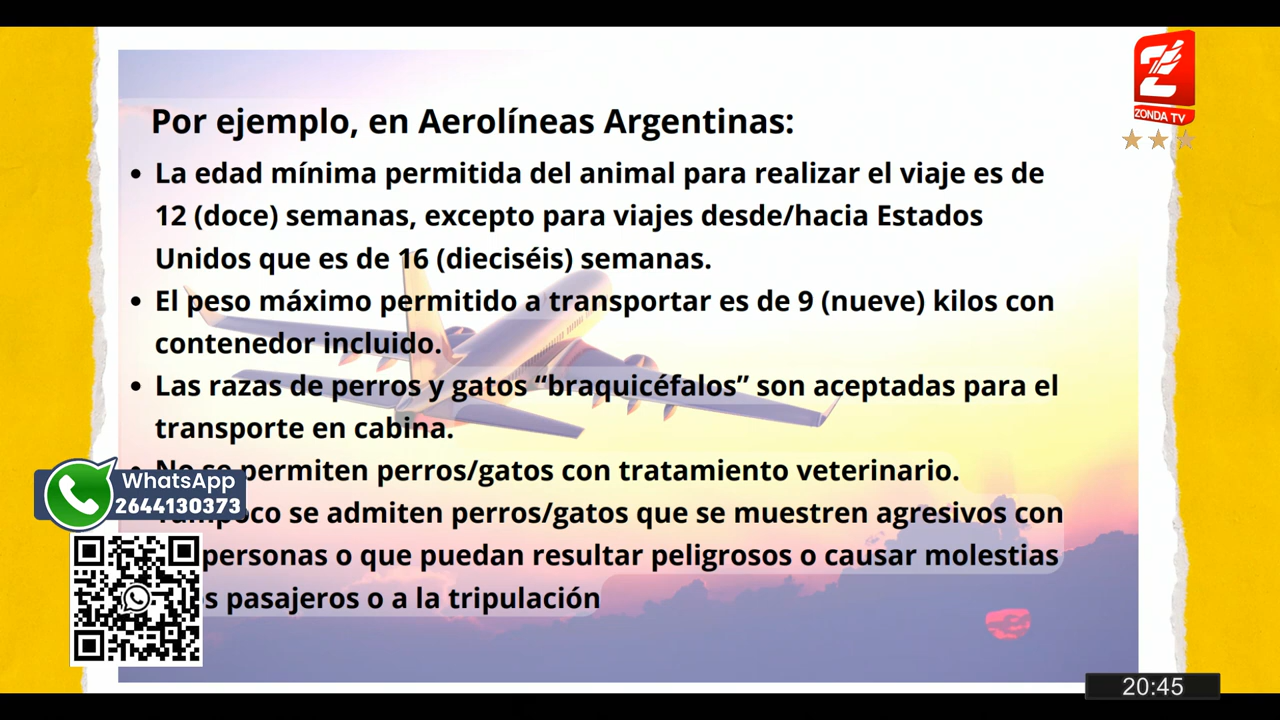 ZONDA TV
Por ejemplo, en Aerolíneas Argentinas:
• La edad mínima permitida del animal para realizar el viaje es de
12 (doce) semanas, excepto para viajes desde/hacia Estados
Unidos que es de 16 (dieciséis) semanas.
• El peso máximo permitido a transportar es de 9 (nueve) kilos con
contenedor incluido.
• Las razas de perros y gatos “braquicéfalos” son aceptadas para el
transporte en cabina.
• No se permiten perros/gatos con tratamiento veterinario.
Tampoco se admiten perros/gatos que se muestren agresivos con
personas o que puedan resultar peligrosos o causar molestias
pasajeros o a la tripulación
WhatsApp
2644130373
20:45